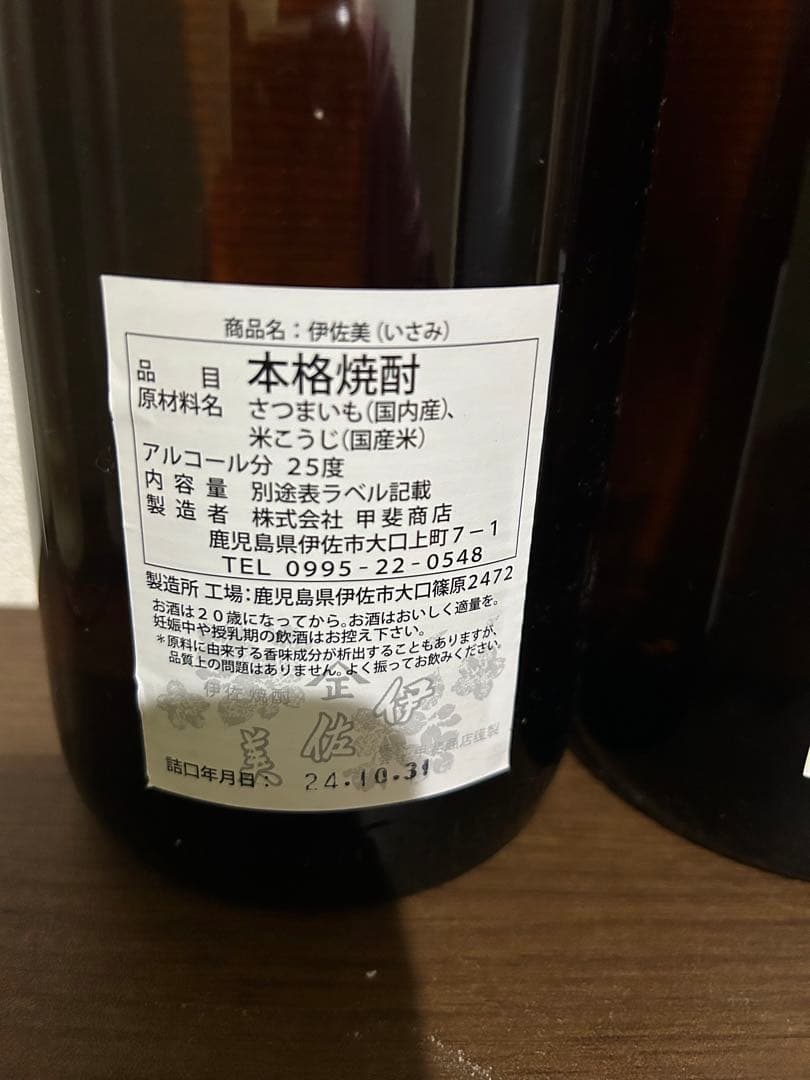 商品名：伊佐美（いさみ）
品目 本格焼酎
原材料名 さつまいも（国内産）、
米こうじ（国産米）
アルコール分 25度
内容量 別途表ラベル記載
製造者 株式会社 甲斐商店
鹿児島県伊佐市大口上町７－１
TEL 0995-22-0548
製造所 工場：鹿児島県伊佐市大口篠原2472
お酒は２０歳になってから。お酒はおいしく適量を。
妊娠中や授乳期の飲酒はお控え下さい。
＊原料に由来する香味成分が析出することもありますが、
品質上の問題はありません。よく振ってお飲みください。
伊佐焼酎
伊佐美
甲斐商店謹製
詰口年月日： 24.10.31